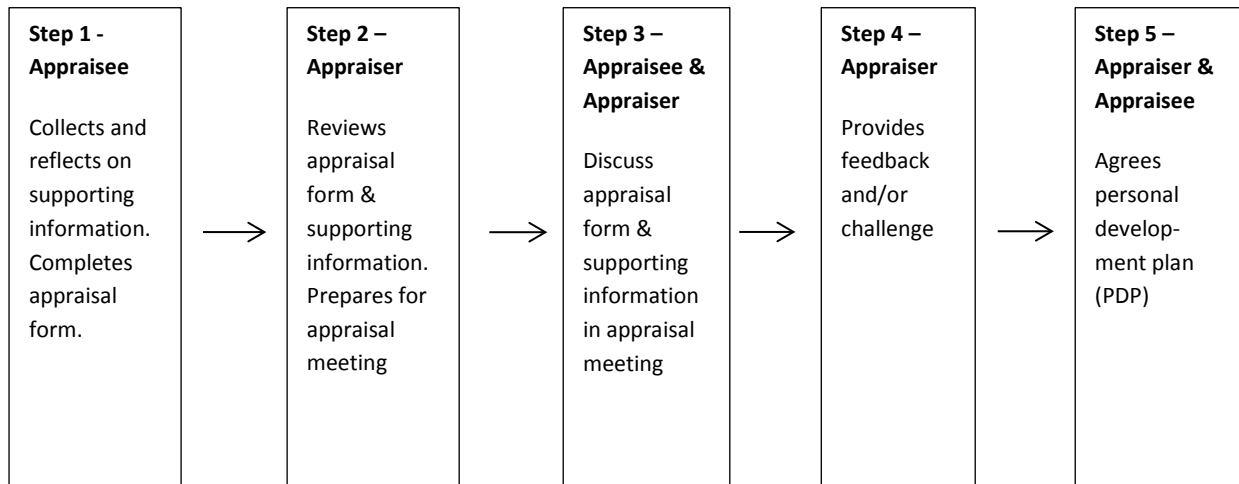 Step 1 -
Appraisee
Collects and
reflects on
supporting
information.
Completes
appraisal
form.
Step 2 –
Appraiser
Reviews
appraisal
form &
supporting
information.
Prepares for
appraisal
meeting
Step 3 –
Appraisee &
Appraiser
Discuss
appraisal
form &
supporting
information
in appraisal
meeting
Step 4 –
Appraiser
Provides
feedback
and/or
challenge
Step 5 –
Appraiser &
Appraisee
Agrees
personal
develop-
ment plan
(PDP)